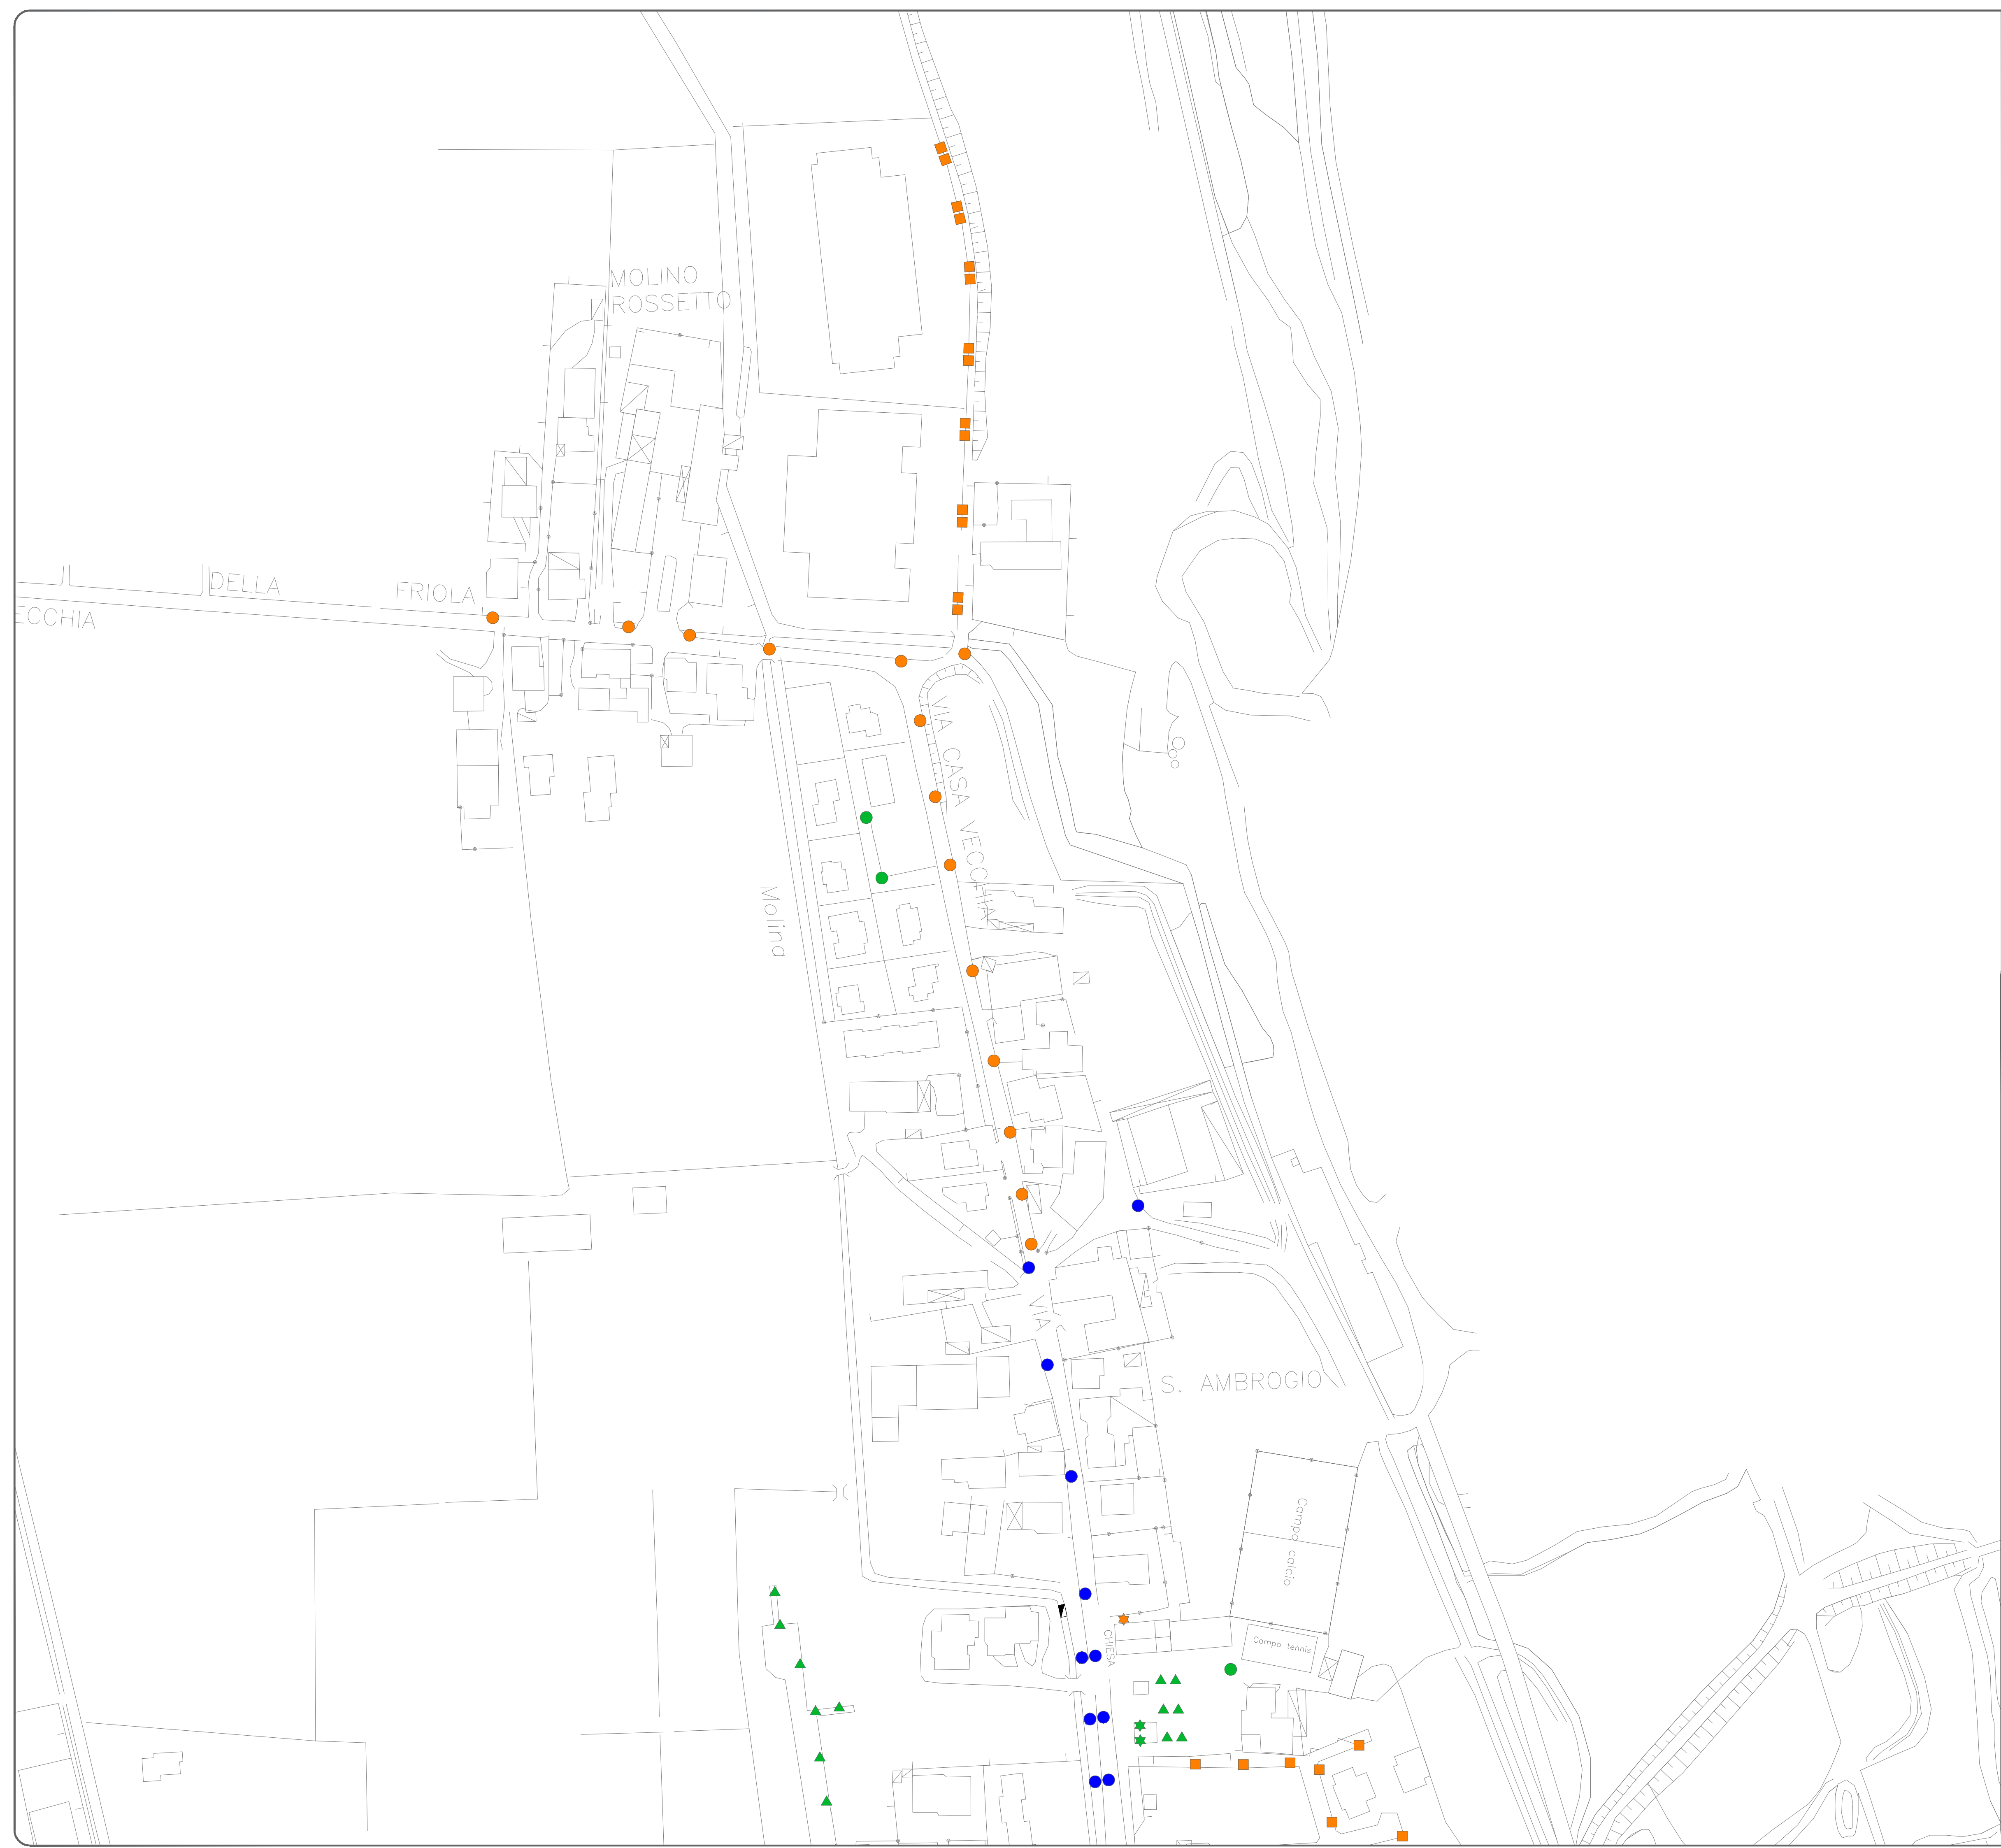 MOLINO
ROSSETTO
DELLA
FRIOLA
ECCHIA
VIA CASA VECCHIA
Molina
VIA
S. AMBROGIO
Campo calcio
CHIESA
Campo tennis